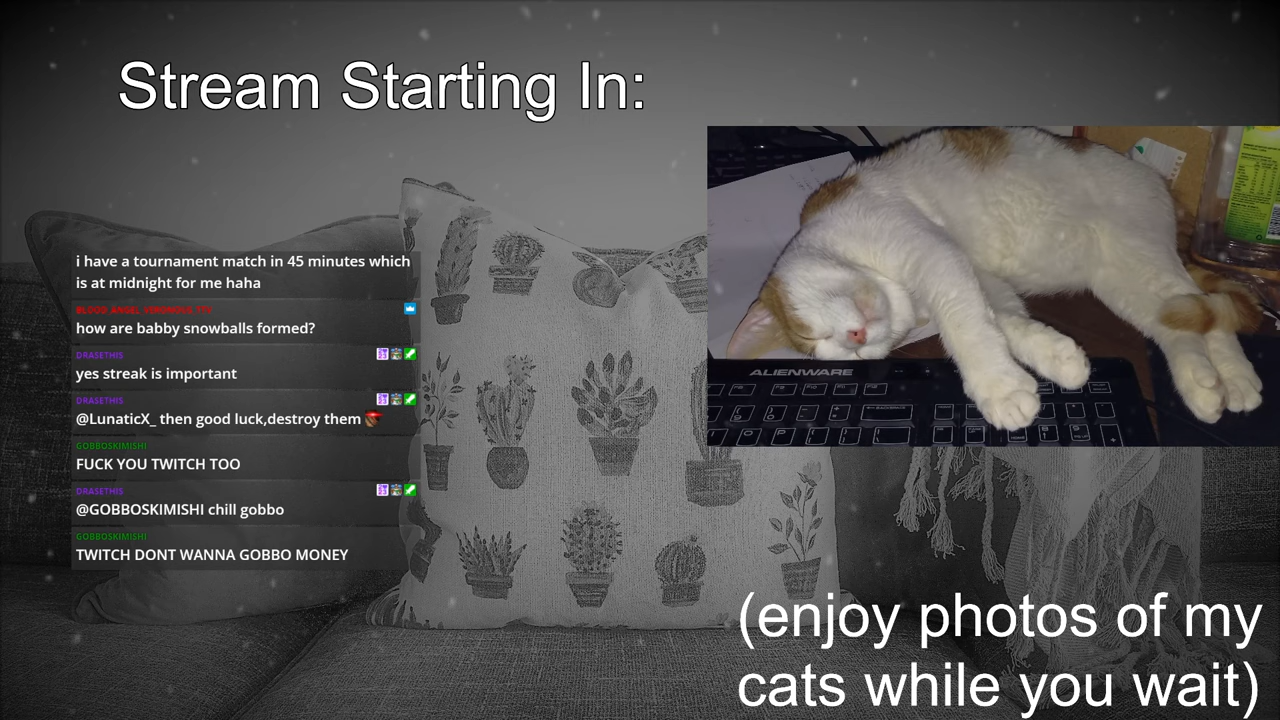 Stream Starting In:
i have a tournament match in 45 minutes which
is at midnight for me haha
BLOOD_ANGEL_VERONOSO_TTV
how are babby snowballs formed?
DRASETHIS
yes streak is important
DRASETHIS
@LunaticX_ then good luck,destroy them
GOBBOSKIMISHI
FUCK YOU TWITCH TOO
DRASETHIS
@GOBBOSKIMISHI chill gobbo
GOBBOSKIMISHI
TWITCH DONT WANNA GOBBO MONEY
ALIENWARE
(enjoy photos of my
cats while you wait)